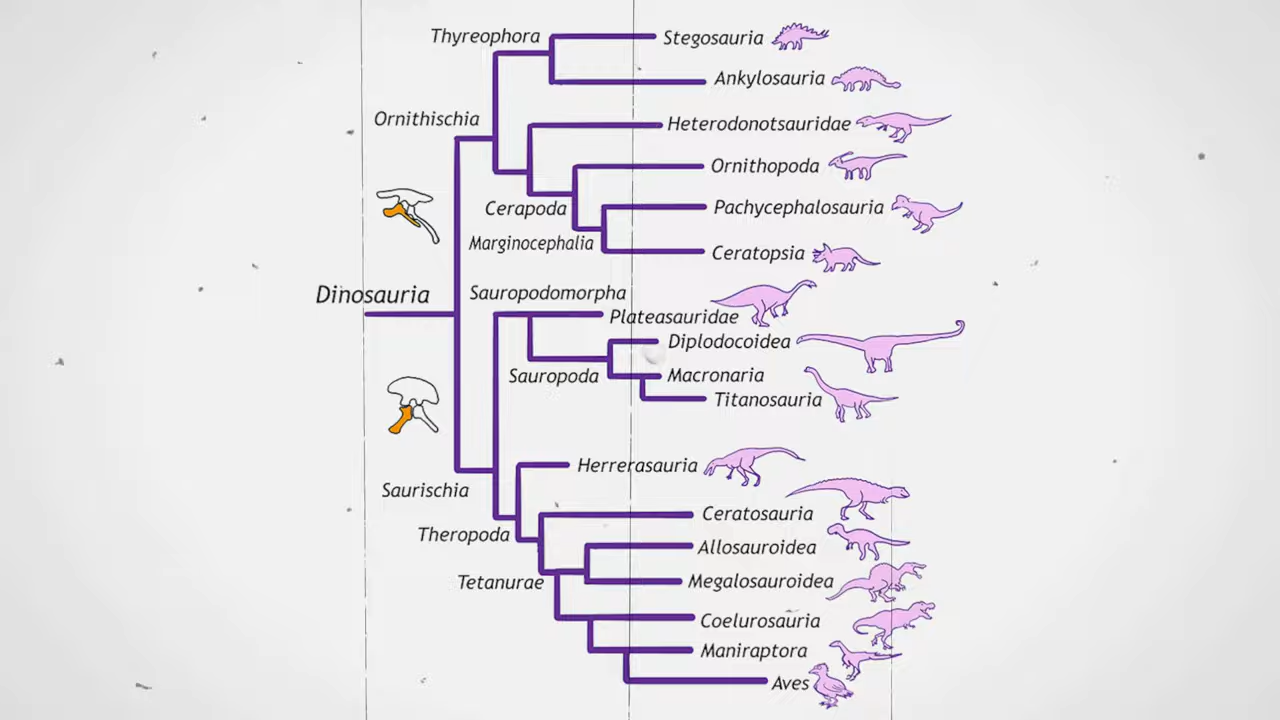 Thyreophora
Stegosauria
Ankylosauria
Ornithischia
Heterodonotsauridae
Ornithopoda
Cerapoda
Pachycephalosauria
Marginocephalia
Ceratopsia
Dinosauria
Sauropodomorpha
Plateasauridae
Diplodocoidea
Sauropoda
Macronaria
Titanosauria
Herrerasauria
Saurischia
Ceratosauria
Theropoda
Allosauroidea
Tetanurae
Megalosauroidea
Coelurosauria
Maniraptora
Aves